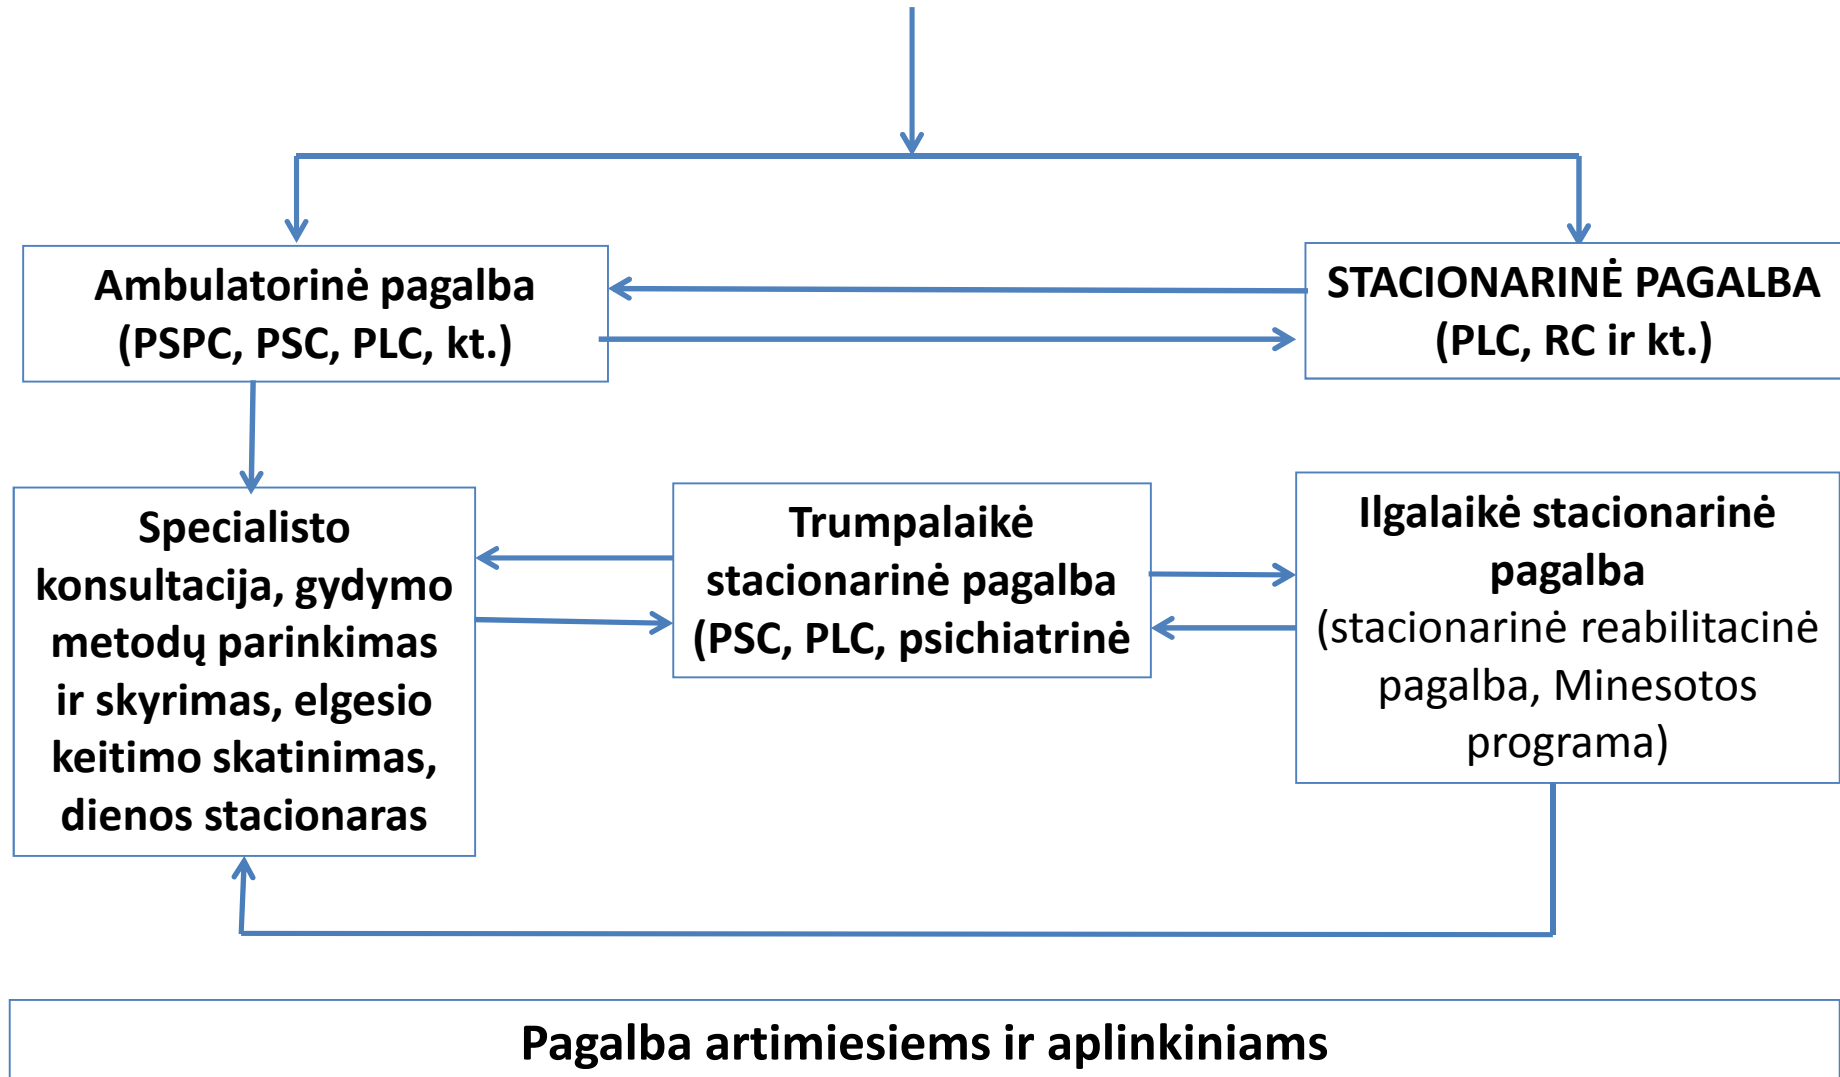 Ambulatorinė pagalba
(PSPC, PSC, PLC, kt.)
STACIONARINĖ PAGALBA
(PLC, RC ir kt.)
Specialisto
konsultacija, gydymo
metodų parinkimas
ir skyrimas, elgesio
keitimo skatinimas,
dienos stacionaras
Trumpalaikė
stacionarinė pagalba
(PSC, PLC, psichiatrinė
Ilgalaikė stacionarinė
pagalba
(stacionarinė reabilitacinė
pagalba, Minesotos
programa)
Pagalba artimiesiems ir aplinkiniams